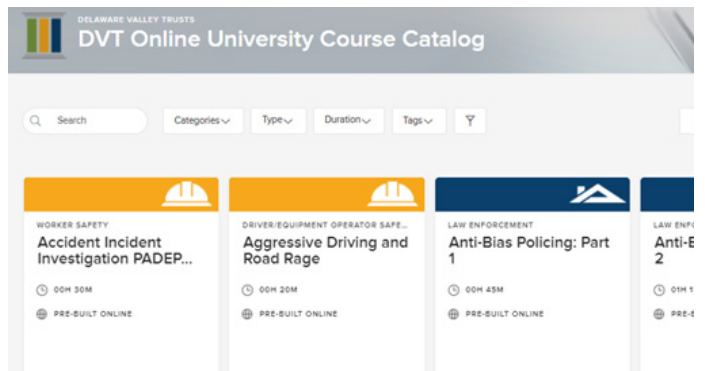 DELAWARE VALLEY TRUSTS
DVT Online University Course Catalog
Search
Categories
Type
Duration
Tags
WORKER SAFETY
Accident Incident
Investigation PADEP...
00H 30M
PRE-BUILT ONLINE
DRIVER/EQUIPMENT OPERATOR SAFE...
Aggressive Driving and
Road Rage
00H 20M
PRE-BUILT ONLINE
LAW ENFORCEMENT
Anti-Bias Policing: Part
1
00H 45M
PRE-BUILT ONLINE
LAW
2
01H